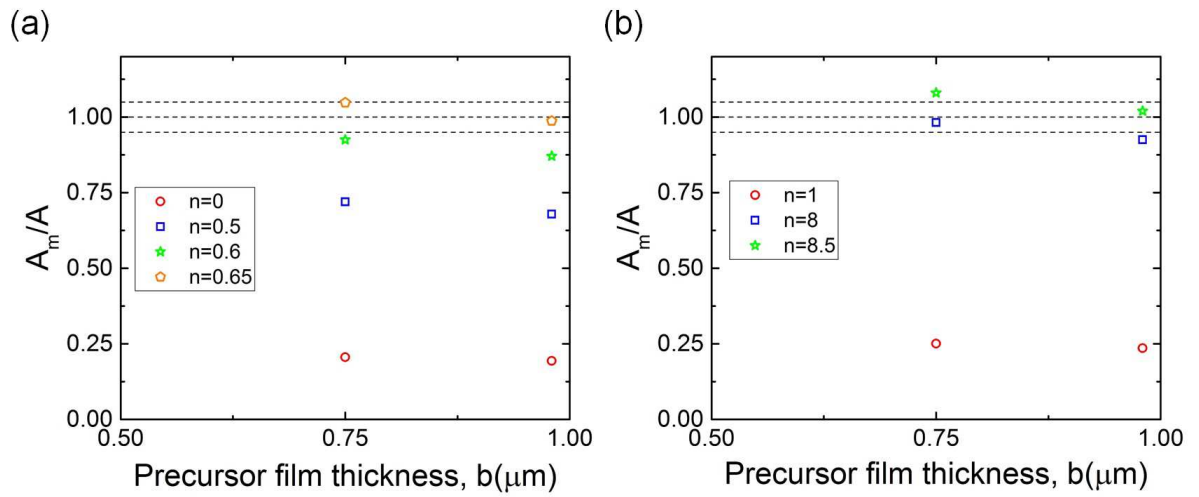 (a)
A_m/A
1.00
0.75
0.50
0.25
0.00
n=0
n=0.5
n=0.6
n=0.65
0.50
0.75
1.00
Precursor film thickness, b(μm)
(b)
A_m/A
1.00
0.75
0.50
0.25
0.00
n=1
n=8
n=8.5
0.50
0.75
1.00
Precursor film thickness, b(μm)